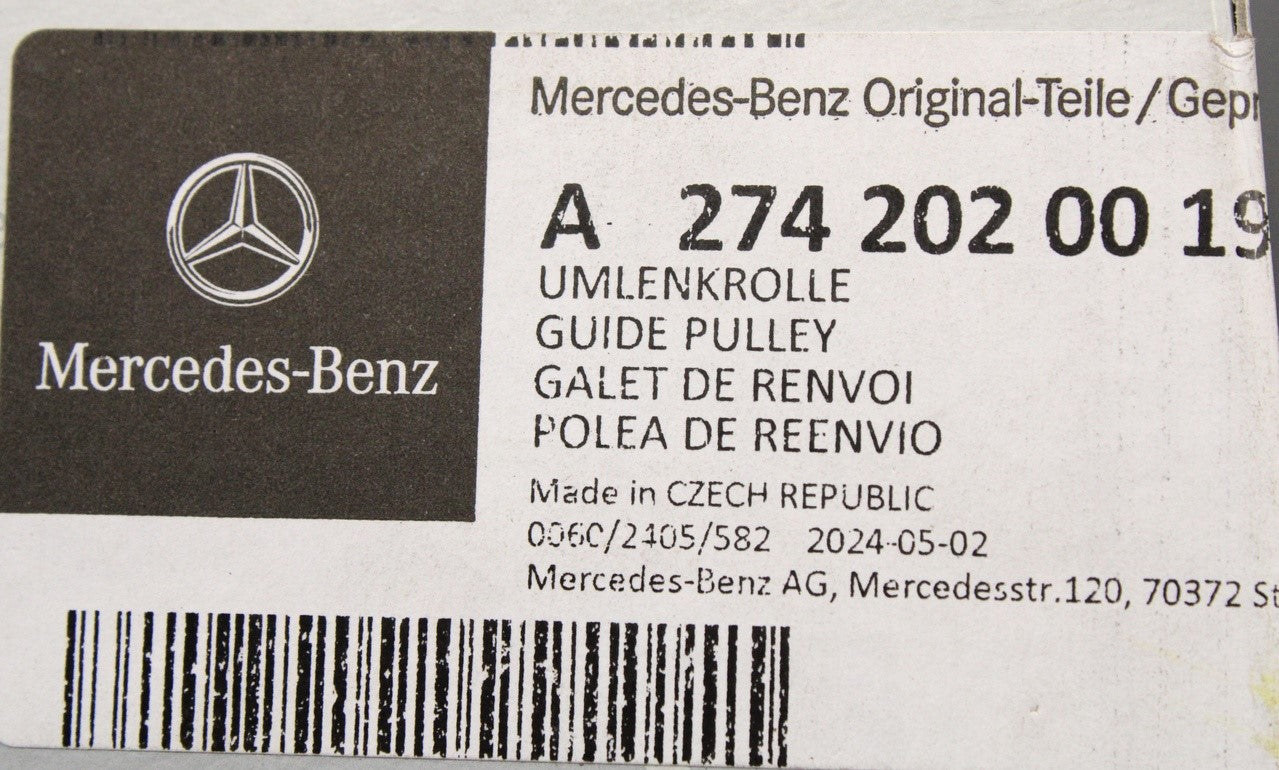 Mercedes-Benz
Mercedes-Benz Original-Teile / Gepr
A 274 202 00 19
UMLENKROLLE
GUIDE PULLEY
GALET DE RENVOI
POLEA DE REENVIO
Made in CZECH REPUBLIC
0060/2405/582 2024-05-02
Mercedes-Benz AG, Mercedesstr.120, 70372 St